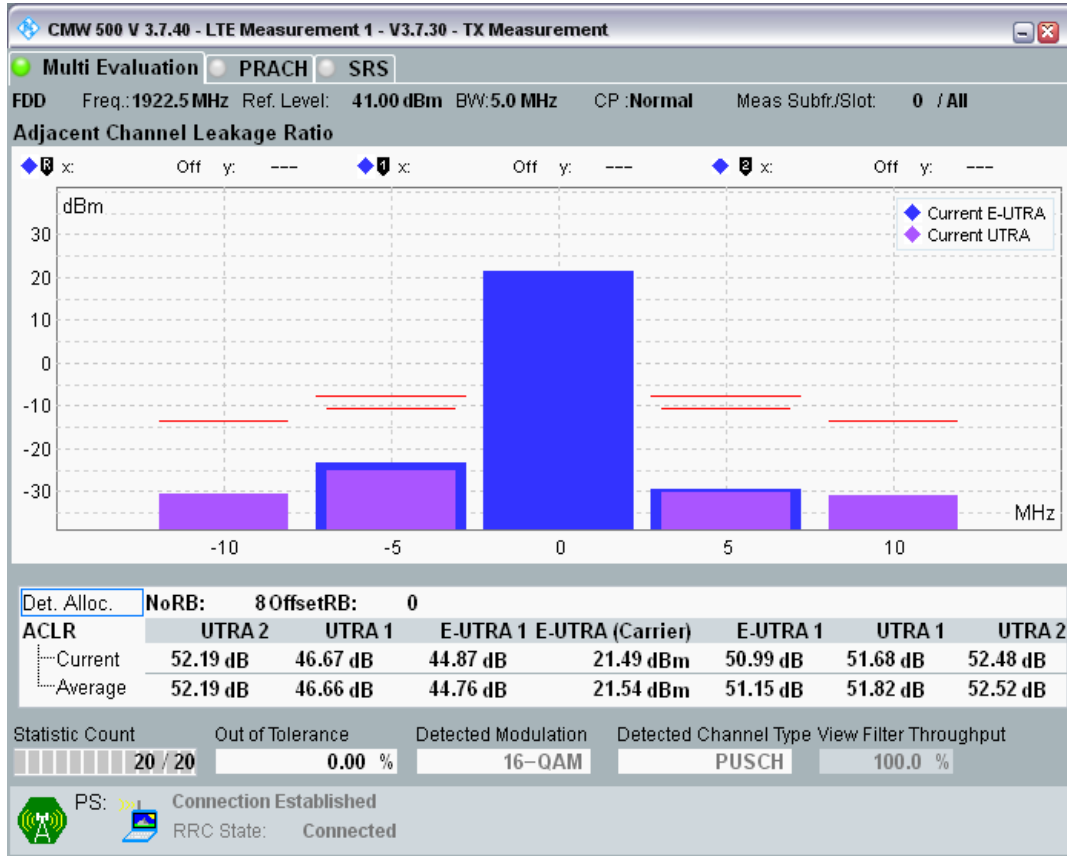 CMW 500 V 3.7.40 - LTE Measurement 1 - V3.7.30 - TX Measurement
Multi Evaluation PRACH SRS
FDD Freq.: 1922.5 MHz Ref. Level: 41.00 dBm BW: 5.0 MHz CP : Normal Meas Subfr./Slot: 0 / All
Adjacent Channel Leakage Ratio
R x: Off y: --- 1 x: Off y: --- 2 x: Off y: ---
dBm
Current E-UTRA
Current UTRA
30
20
10
0
-10
-20
-30
MHz
-10 -5 0 5 10
Det. Alloc. NoRB: 8 OffsetRB: 0
ACLR UTRA 2 UTRA 1 E-UTRA 1 E-UTRA (Carrier) E-UTRA 1 UTRA 1 UTRA 2
Current 52.19 dB 46.67 dB 44.87 dB 21.49 dBm 50.99 dB 51.68 dB 52.48 dB
Average 52.19 dB 46.66 dB 44.76 dB 21.54 dBm 51.15 dB 51.82 dB 52.52 dB
Statistic Count Out of Tolerance Detected Modulation Detected Channel Type View Filter Throughput
20 / 20 0.00 % 16-QAM PUSCH 100.0 %
PS: Connection Established
RRC State: Connected